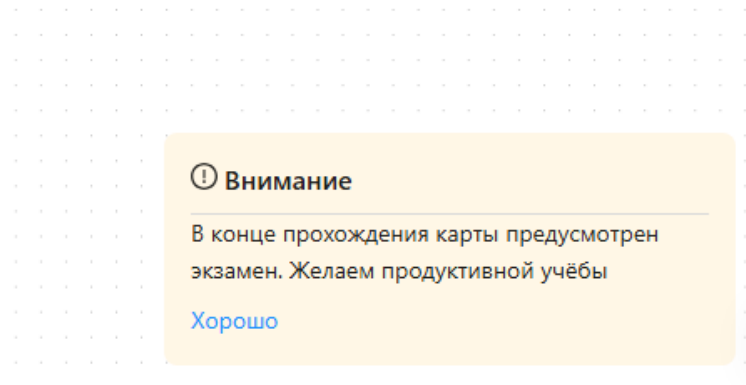 Внимание
В конце прохождения карты предусмотрен
экзамен. Желаем продуктивной учёбы
Хорошо